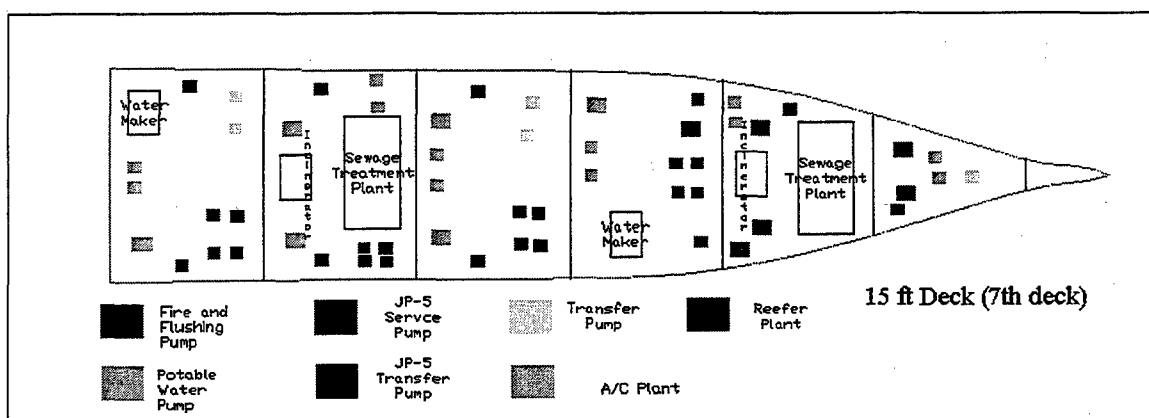 Water
Maker
Incinerator
Sewage
Treatment
Plant
Water
Maker
Incinerator
Sewage
Treatment
Plant
15 ft Deck (7th deck)
Fire and
Flushing
Pump
JP-5
Servce
Pump
Transfer
Pump
Reefer
Plant
Potable
Water
Pump
JP-5
Transfer
Pump
A/C Plant